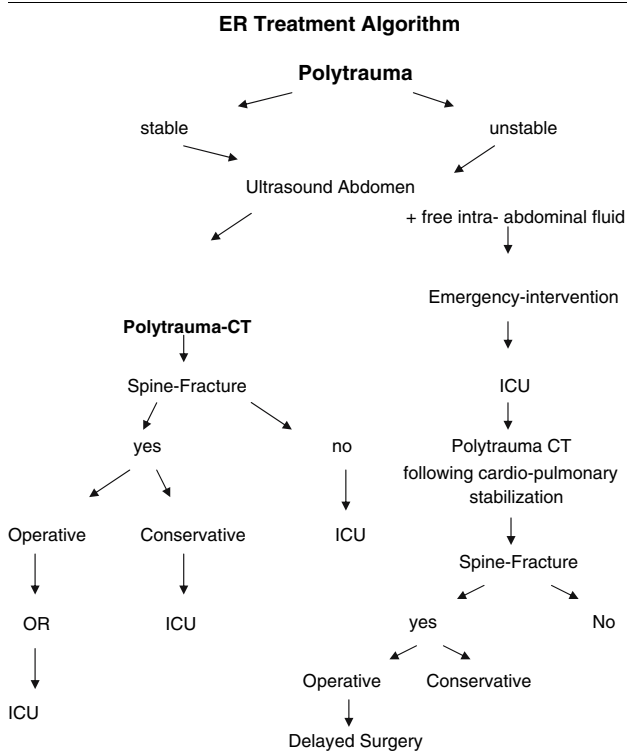 ER Treatment Algorithm
Polytrauma
stable
unstable
Ultrasound Abdomen
+ free intra- abdominal fluid
Emergency-intervention
Polytrauma-CT
Spine-Fracture
ICU
yes
no
Polytrauma CT
following cardio-pulmonary
stabilization
Operative
Conservative
ICU
Spine-Fracture
OR
ICU
yes
No
Operative
Conservative
ICU
Delayed Surgery